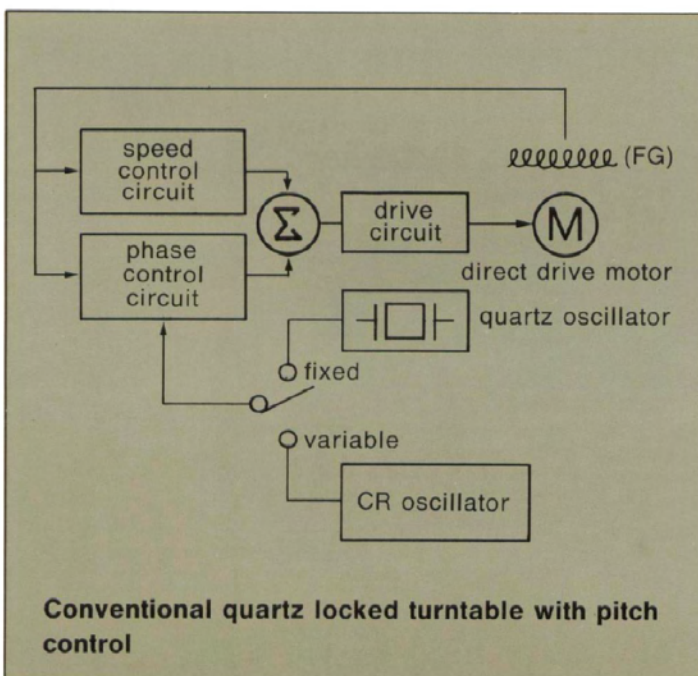 speed
control
circuit
(FG)
Σ
drive
circuit
M
phase
control
circuit
direct drive motor
quartz oscillator
fixed
variable
CR oscillator
Conventional quartz locked turntable with pitch
control